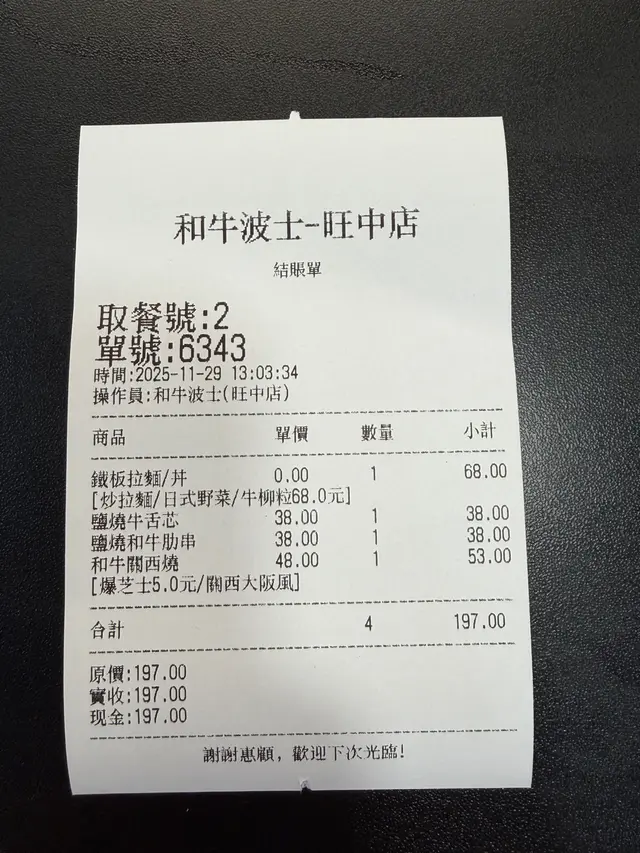 和牛波士-旺中店
結賬單
取餐號:2
單號:6343
時間:2025-11-29 13:03:34
操作員:和牛波士(旺中店)
商品 單價 數量 小計
鐵板拉麵/丼 0.00 1 68.00
[炒拉麵/日式野菜/牛柳粒68.0元]
鹽燒牛舌芯 38.00 1 38.00
鹽燒和牛肋串 38.00 1 38.00
和牛關西燒 48.00 1 53.00
[爆芝士5.0元/關西大阪風]
合計 4 197.00
原價:197.00
實收:197.00
现金:197.00
謝謝惠顧, 歡迎下次光臨!